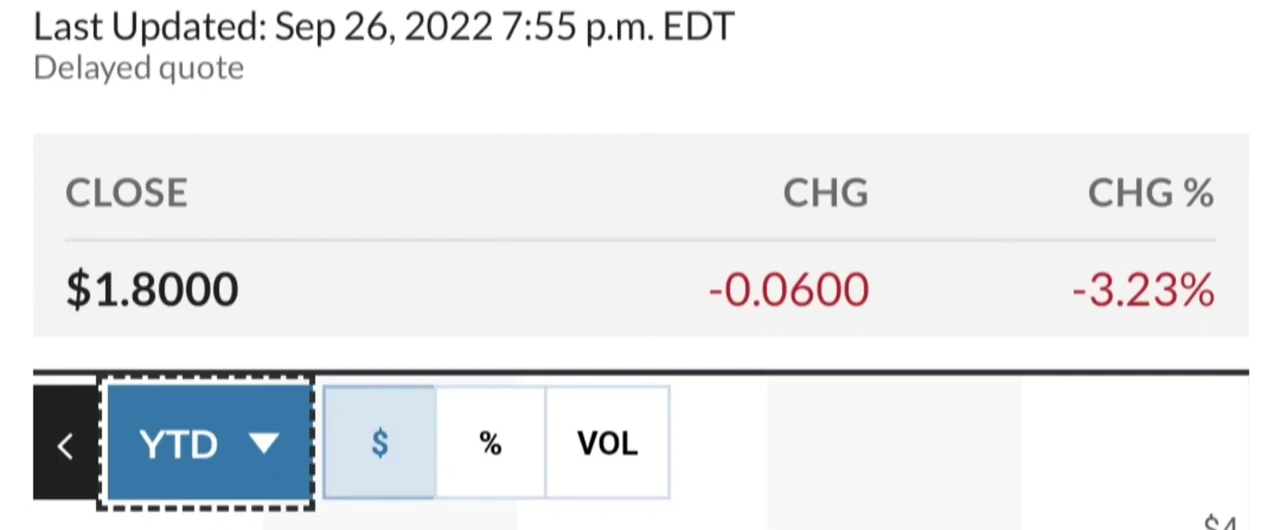 Last Updated: Sep 26, 2022 7:55 p.m. EDT
Delayed quote
CLOSE CHG CHG %
$1.8000 -0.0600 -3.23%
< YTD ▼ $ % VOL